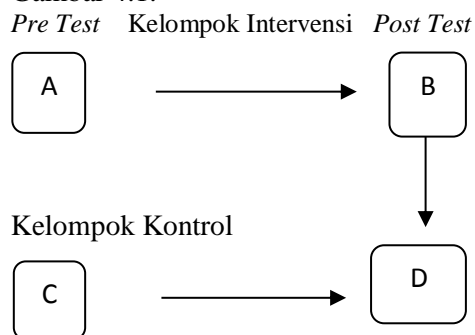 Gambar 4.1.
Pre Test Kelompok Intervensi Post Test
A B
Kelompok Kontrol
C D